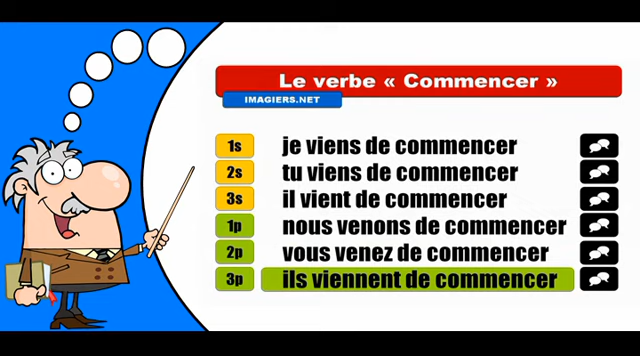 Le verbe « Commencer »
IMAGIERS.NET
1s je viens de commencer
2s tu viens de commencer
3s il vient de commencer
1p nous venons de commencer
2p vous venez de commencer
3p ils viennent de commencer